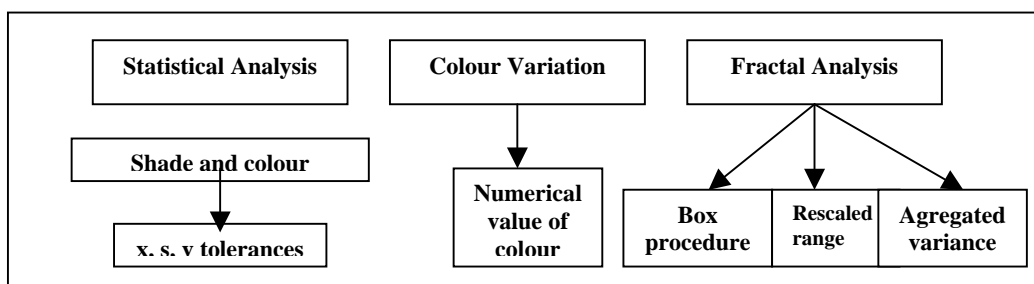 Statistical Analysis
Colour Variation
Fractal Analysis
Shade and colour
x, s, v tolerances
Numerical
value of
colour
Box
procedure
Rescaled
range
Agregated
variance